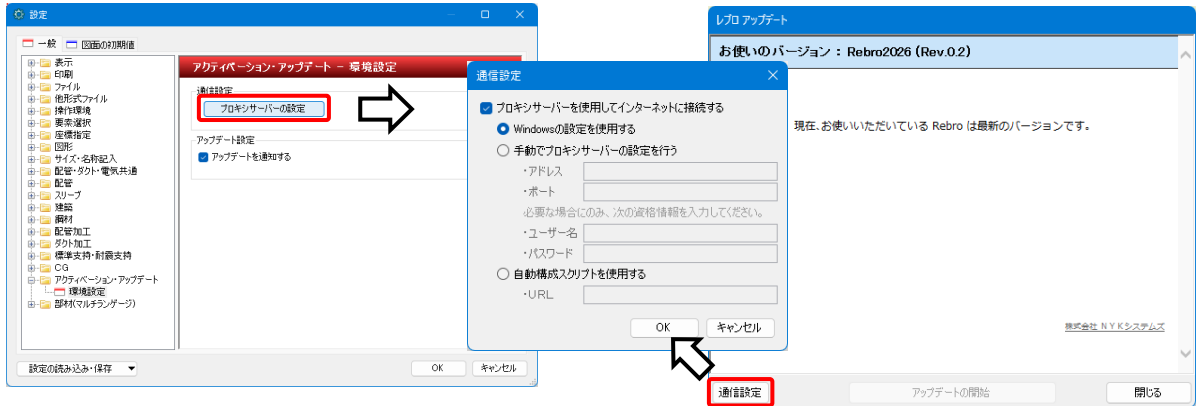 設定
一般
図面の初期値
表示
印刷
ファイル
他形式ファイル
操作環境
要素選択
座標指定
図形
サイズ・名称記入
配管・ダクト・電気共通
配管
スリーブ
建築
鋼材
配管加工
ダクト加工
標準支持・耐震支持
CG
アクティベーション・アップデート
環境設定
部材(マルチランゲージ)
アクティベーション・アップデート － 環境設定
通信設定
プロキシサーバーの設定
アップデート設定
アップデートを通知する
設定の読み込み・保存
OK
キャンセル
通信設定
プロキシサーバーを使用してインターネットに接続する
Windowsの設定を使用する
手動でプロキシサーバーの設定を行う
・アドレス
・ポート
必要な場合にのみ、次の資格情報を入力してください。
・ユーザー名
・パスワード
自動構成スクリプトを使用する
・URL
OK
キャンセル
レブロ アップデート
お使いのバージョン : Rebro2026 (Rev.0.2)
現在、お使いいただいている Rebro は最新のバージョンです。
株式会社 NYKシステムズ
通信設定
アップデートの開始
閉じる